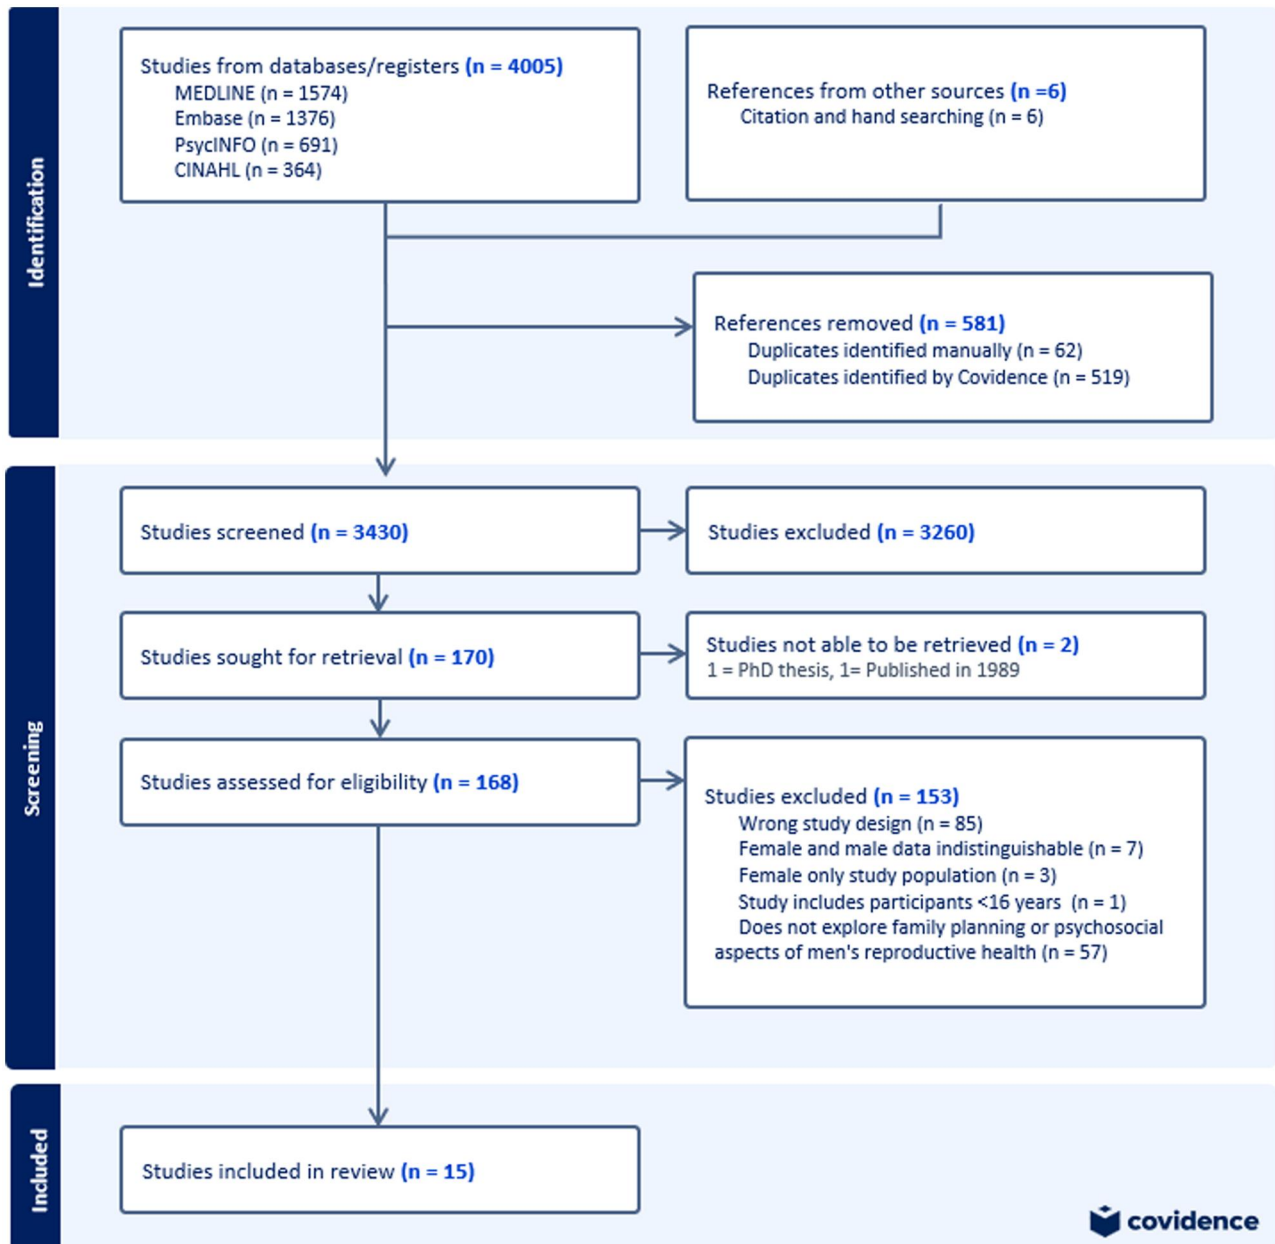 Identification
Studies from databases/registers (n = 4005)
MEDLINE (n = 1574)
Embase (n = 1376)
PsycINFO (n = 691)
CINAHL (n = 364)
References from other sources (n =6)
Citation and hand searching (n = 6)
References removed (n = 581)
Duplicates identified manually (n = 62)
Duplicates identified by Covidence (n = 519)
Screening
Studies screened (n = 3430)
Studies excluded (n = 3260)
Studies sought for retrieval (n = 170)
Studies not able to be retrieved (n = 2)
1 = PhD thesis, 1= Published in 1989
Studies assessed for eligibility (n = 168)
Studies excluded (n = 153)
Wrong study design (n = 85)
Female and male data indistinguishable (n = 7)
Female only study population (n = 3)
Study includes participants <16 years (n = 1)
Does not explore family planning or psychosocial
aspects of men's reproductive health (n = 57)
Included
Studies included in review (n = 15)
covidence